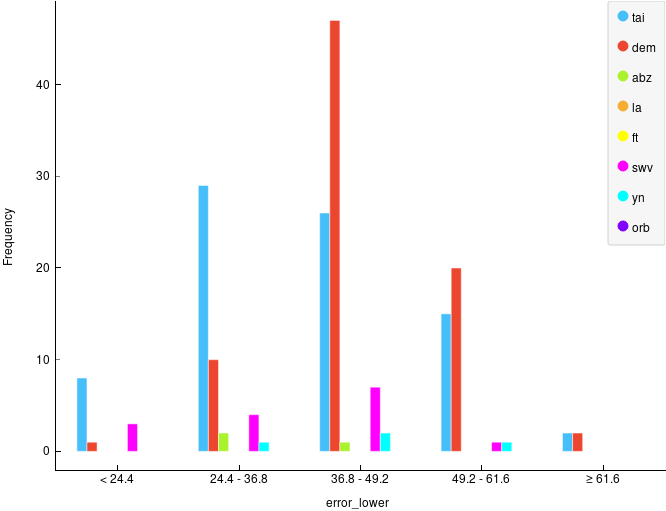 tai
dem
abz
la
ft
swv
yn
orb
40
30
20
10
0
Frequency
< 24.4
24.4 - 36.8
36.8 - 49.2
49.2 - 61.6
≥ 61.6
error_lower